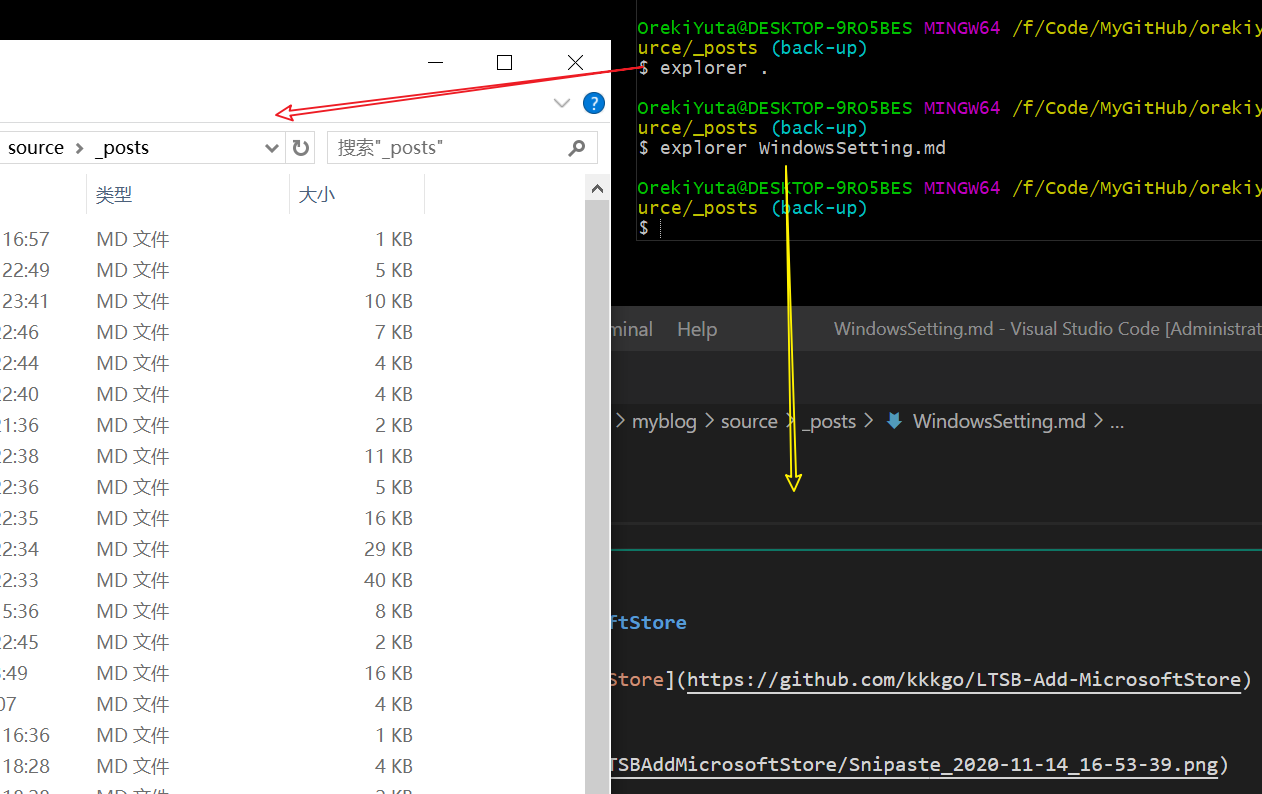 OrekiYuta@DESKTOP-9RO5BES MINGW64 /f/Code/MyGitHub/orekiy
urce/_posts (back-up)
$ explorer .
OrekiYuta@DESKTOP-9RO5BES MINGW64 /f/Code/MyGitHub/orekiy
urce/_posts (back-up)
$ explorer WindowsSetting.md
OrekiYuta@DESKTOP-9RO5BES MINGW64 /f/Code/MyGitHub/orekiy
urce/_posts (back-up)
$
?
source > _posts
搜索"_posts"
类型 大小
16:57 MD 文件 1 KB
22:49 MD 文件 5 KB
23:41 MD 文件 10 KB
22:46 MD 文件 7 KB
22:44 MD 文件 4 KB
22:40 MD 文件 4 KB
21:36 MD 文件 2 KB
22:38 MD 文件 11 KB
22:36 MD 文件 5 KB
22:35 MD 文件 16 KB
22:34 MD 文件 29 KB
22:33 MD 文件 40 KB
5:36 MD 文件 8 KB
22:45 MD 文件 2 KB
:49 MD 文件 16 KB
07 MD 文件 4 KB
16:36 MD 文件 1 KB
18:28 MD 文件 4 KB
minal Help WindowsSetting.md - Visual Studio Code [Administrat
> myblog > source > _posts > WindowsSetting.md > ...
ftStore
Store](https://github.com/kkkgo/LTSB-Add-MicrosoftStore)
TSBAddMicrosoftStore/Snipaste_2020-11-14_16-53-39.png)